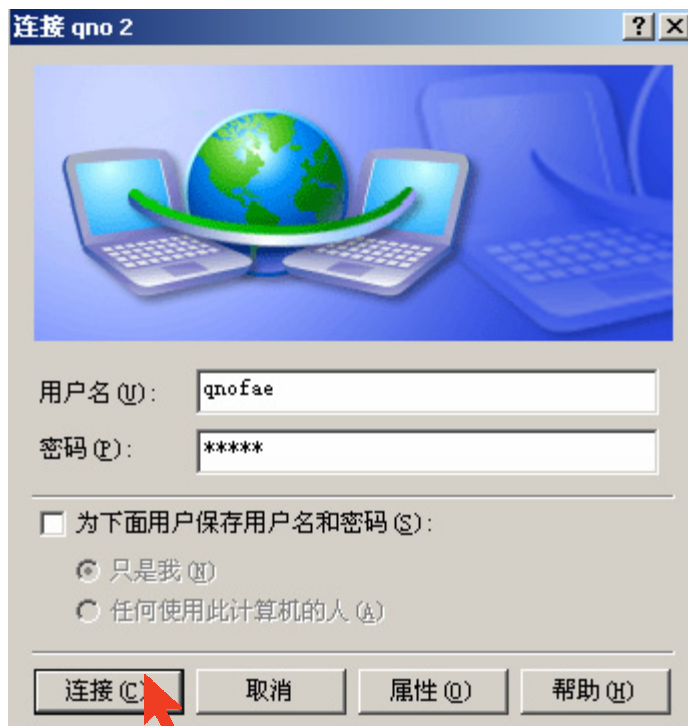 连接 qno 2
用户名(U):
qnofae
密码(P):
*****
为下面用户保存用户名和密码(S):
只是我(N)
任何使用此计算机的人(A)
连接(C) 取消 属性(O) 帮助(H)